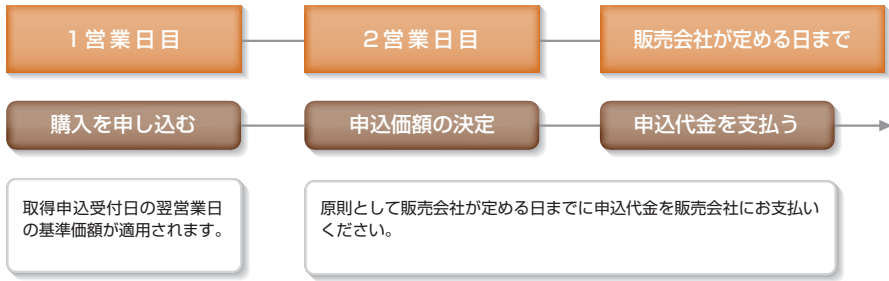 1営業日目
2営業日目
販売会社が定める日まで
購入を申し込む
申込価額の決定
申込代金を支払う
取得申込受付日の翌営業日
の基準価額が適用されます。
原則として販売会社が定める日までに申込代金を販売会社にお支払い
ください。